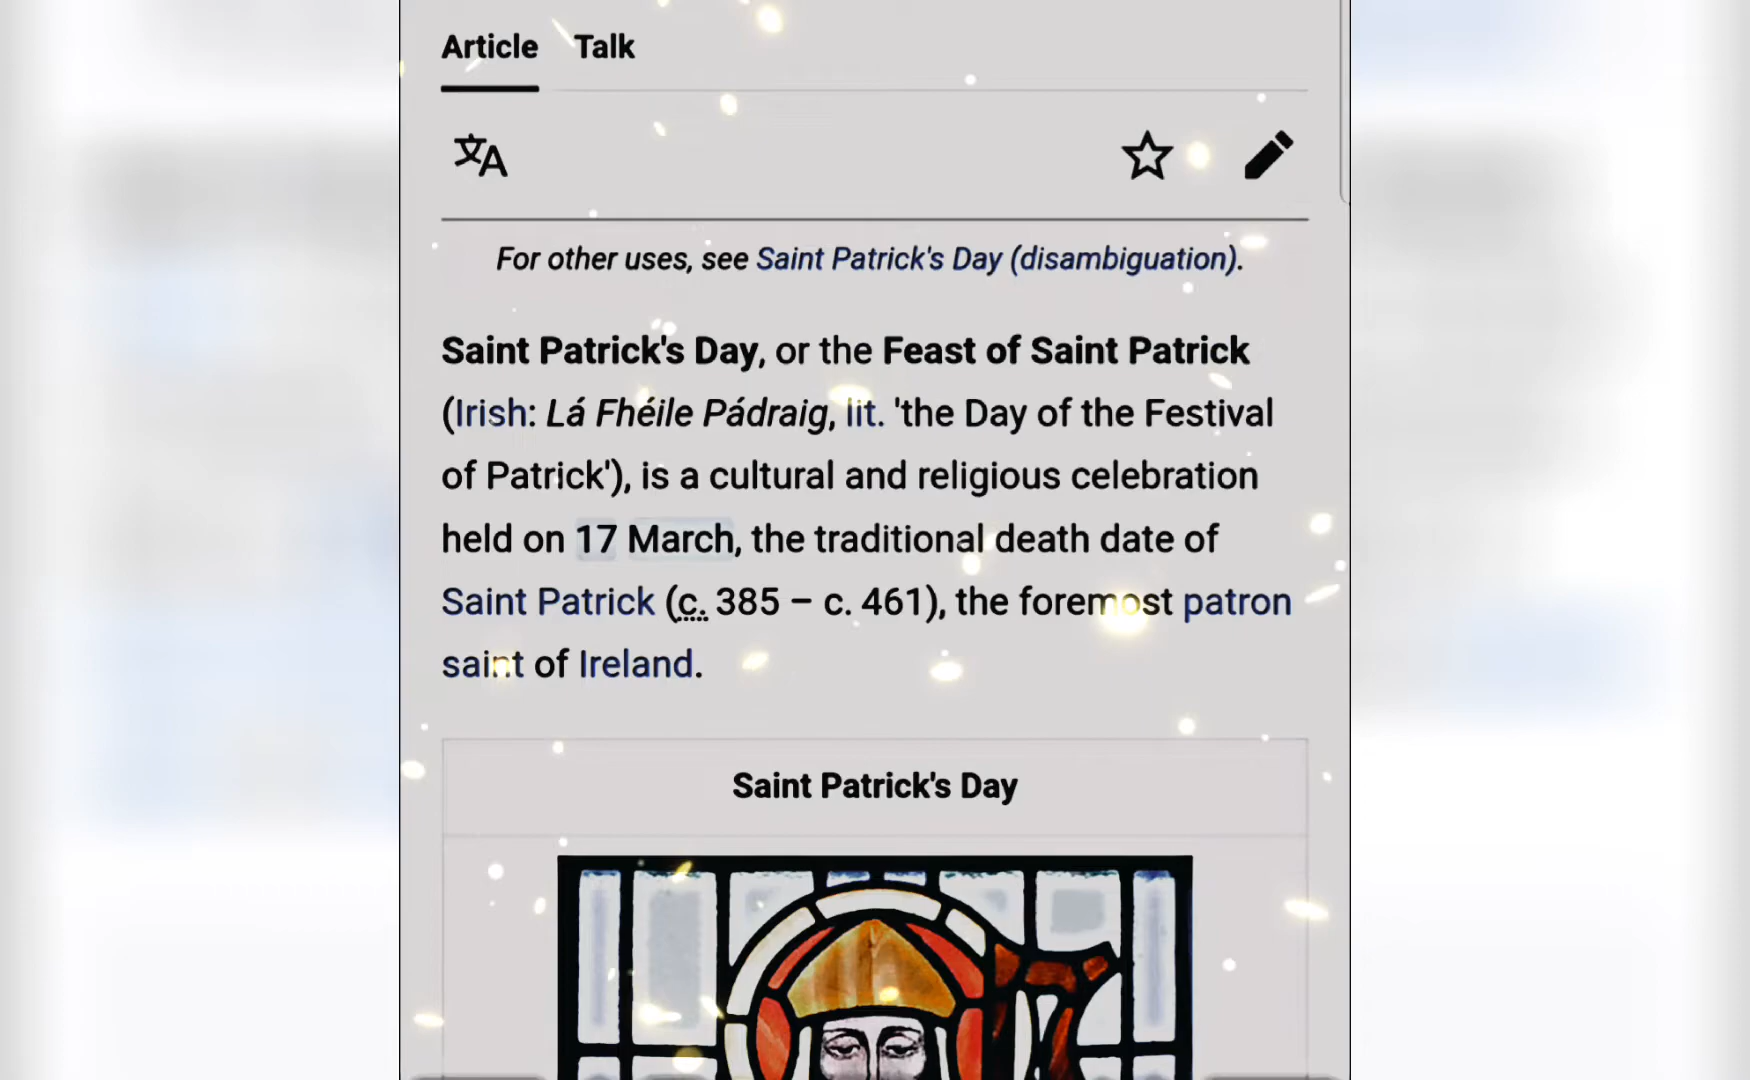 Article Talk
文A
For other uses, see Saint Patrick's Day (disambiguation).
Saint Patrick's Day, or the Feast of Saint Patrick
(Irish: Lá Fhéile Pádraig, lit. 'the Day of the Festival
of Patrick'), is a cultural and religious celebration
held on 17 March, the traditional death date of
Saint Patrick (c. 385 – c. 461), the foremost patron
saint of Ireland.
Saint Patrick's Day